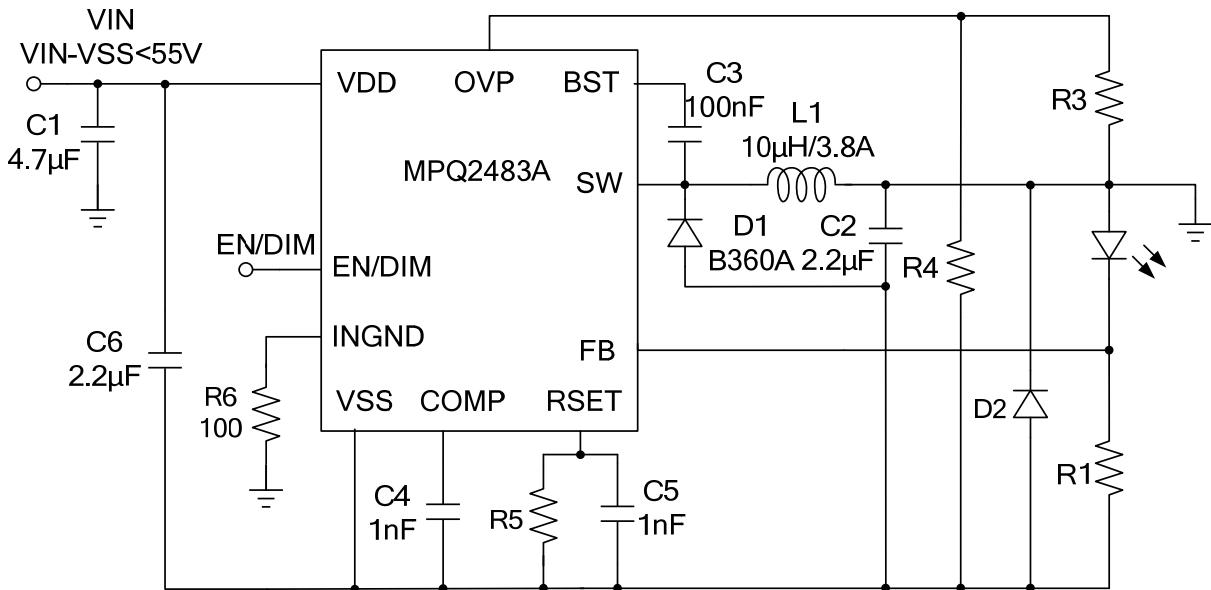 VIN
VIN-VSS<55V
VDD
OVP
BST
C3
100nF
R3
C1
4.7µF
L1
10µH/3.8A
MPQ2483A
SW
EN/DIM
EN/DIM
D1
B360A
C2
2.2µF
R4
INGND
FB
C6
2.2µF
R6
100
VSS
COMP
RSET
D2
R1
C4
1nF
R5
C5
1nF